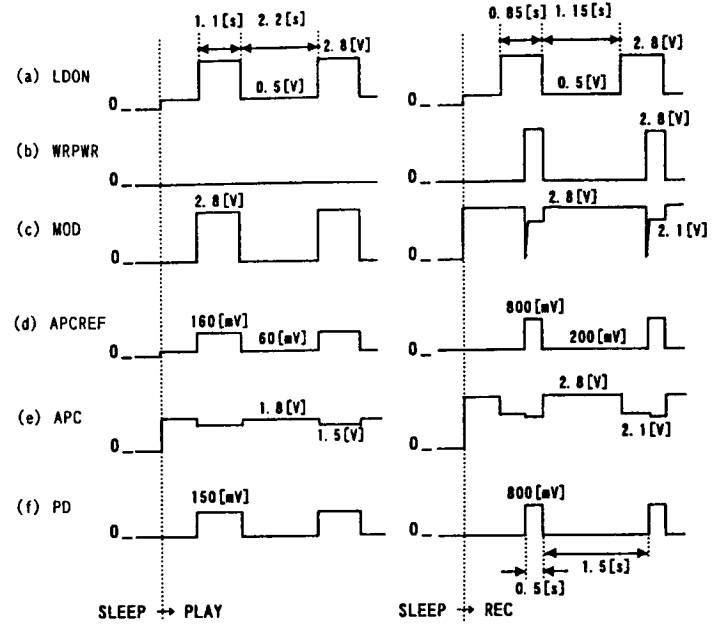 1.1[s] 2.2[s] 0.85[s] 1.15[s]
2.8[V] 2.8[V]
(a) LDON 0.5[V] 0.5[V]
0 0
2.8[V]
(b) WRPWR
0 0
2.8[V] 2.8[V]
(c) MOD 2.1[V]
0 0
160[mV] 800[mV]
(d) APCREF 60[mV] 200[mV]
0 0
1.8[V] 2.8[V]
(e) APC 1.5[V] 2.1[V]
0 0
150[mV] 800[mV]
(f) PD
0 0
1.5[s]
0.5[s]
SLEEP → PLAY SLEEP → REC